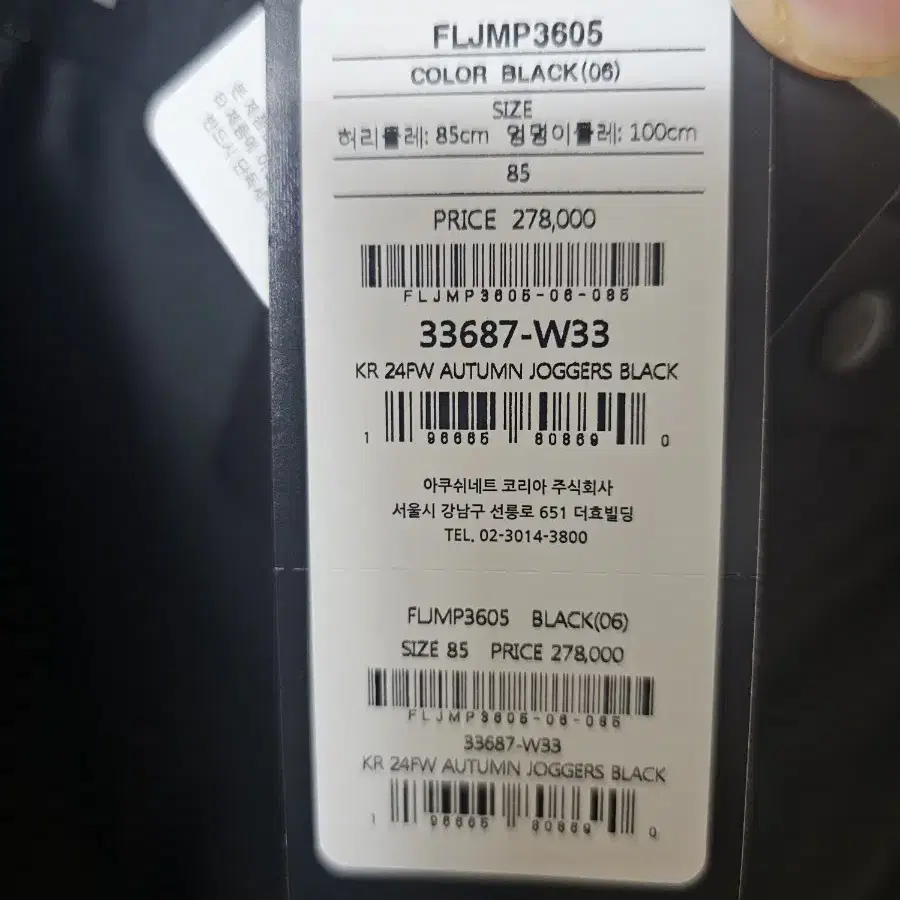 FLJMP3605
COLOR BLACK(06)
SIZE
허리둘레: 85cm 엉덩이둘레: 100cm
85
PRICE 278,000
FLJMP3605-06-085
33687-W33
KR 24FW AUTUMN JOGGERS BLACK
1 96665 80869 0
아쿠쉬네트 코리아 주식회사
서울시 강남구 선릉로 651 더효빌딩
TEL. 02-3014-3800
FLJMP3605 BLACK(06)
SIZE 85 PRICE 278,000
FLJMP3605-06-085
33687-W33
KR 24FW AUTUMN JOGGERS BLACK
1 96665 80869 0